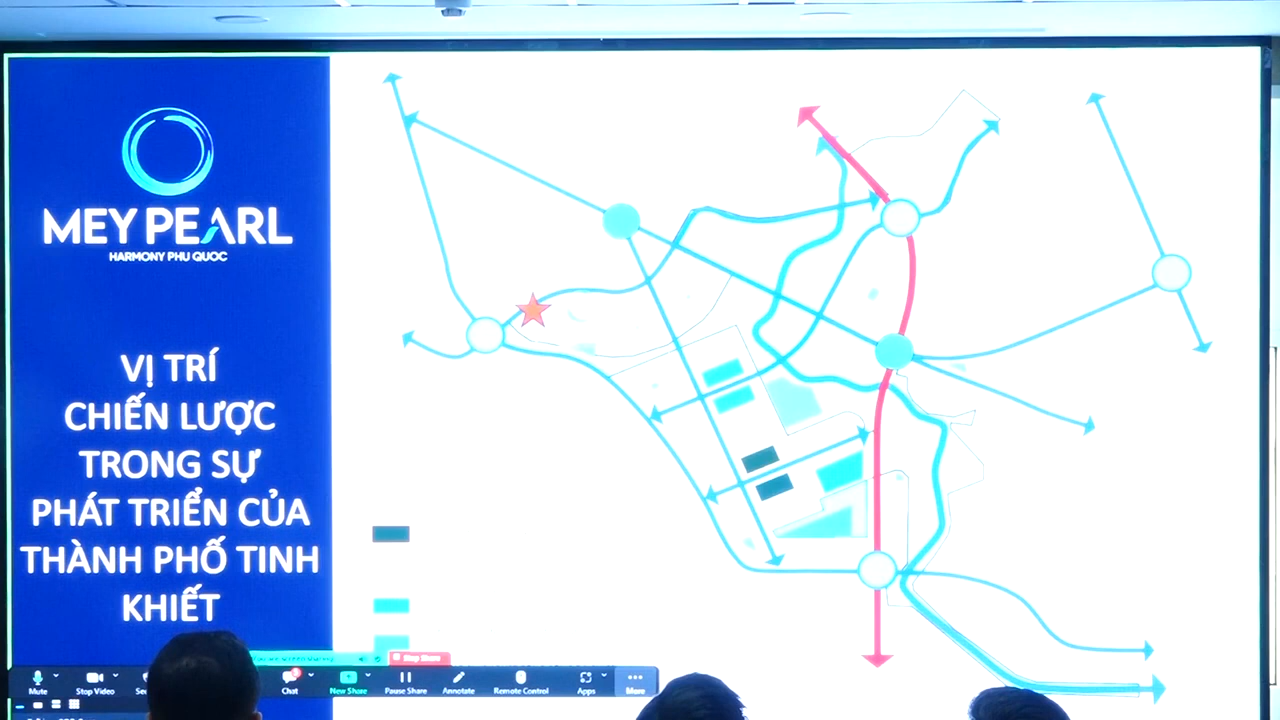 MEY PEARL
HARMONY PHU QUOC
VỊ TRÍ
CHIẾN LƯỢC
TRONG SỰ
PHÁT TRIỂN CỦA
THÀNH PHỐ TINH
KHIẾT
Stop Share
Mute
Stop Video
Chat
New Share
Pause Share
Annotate
Remote Control
Apps
More